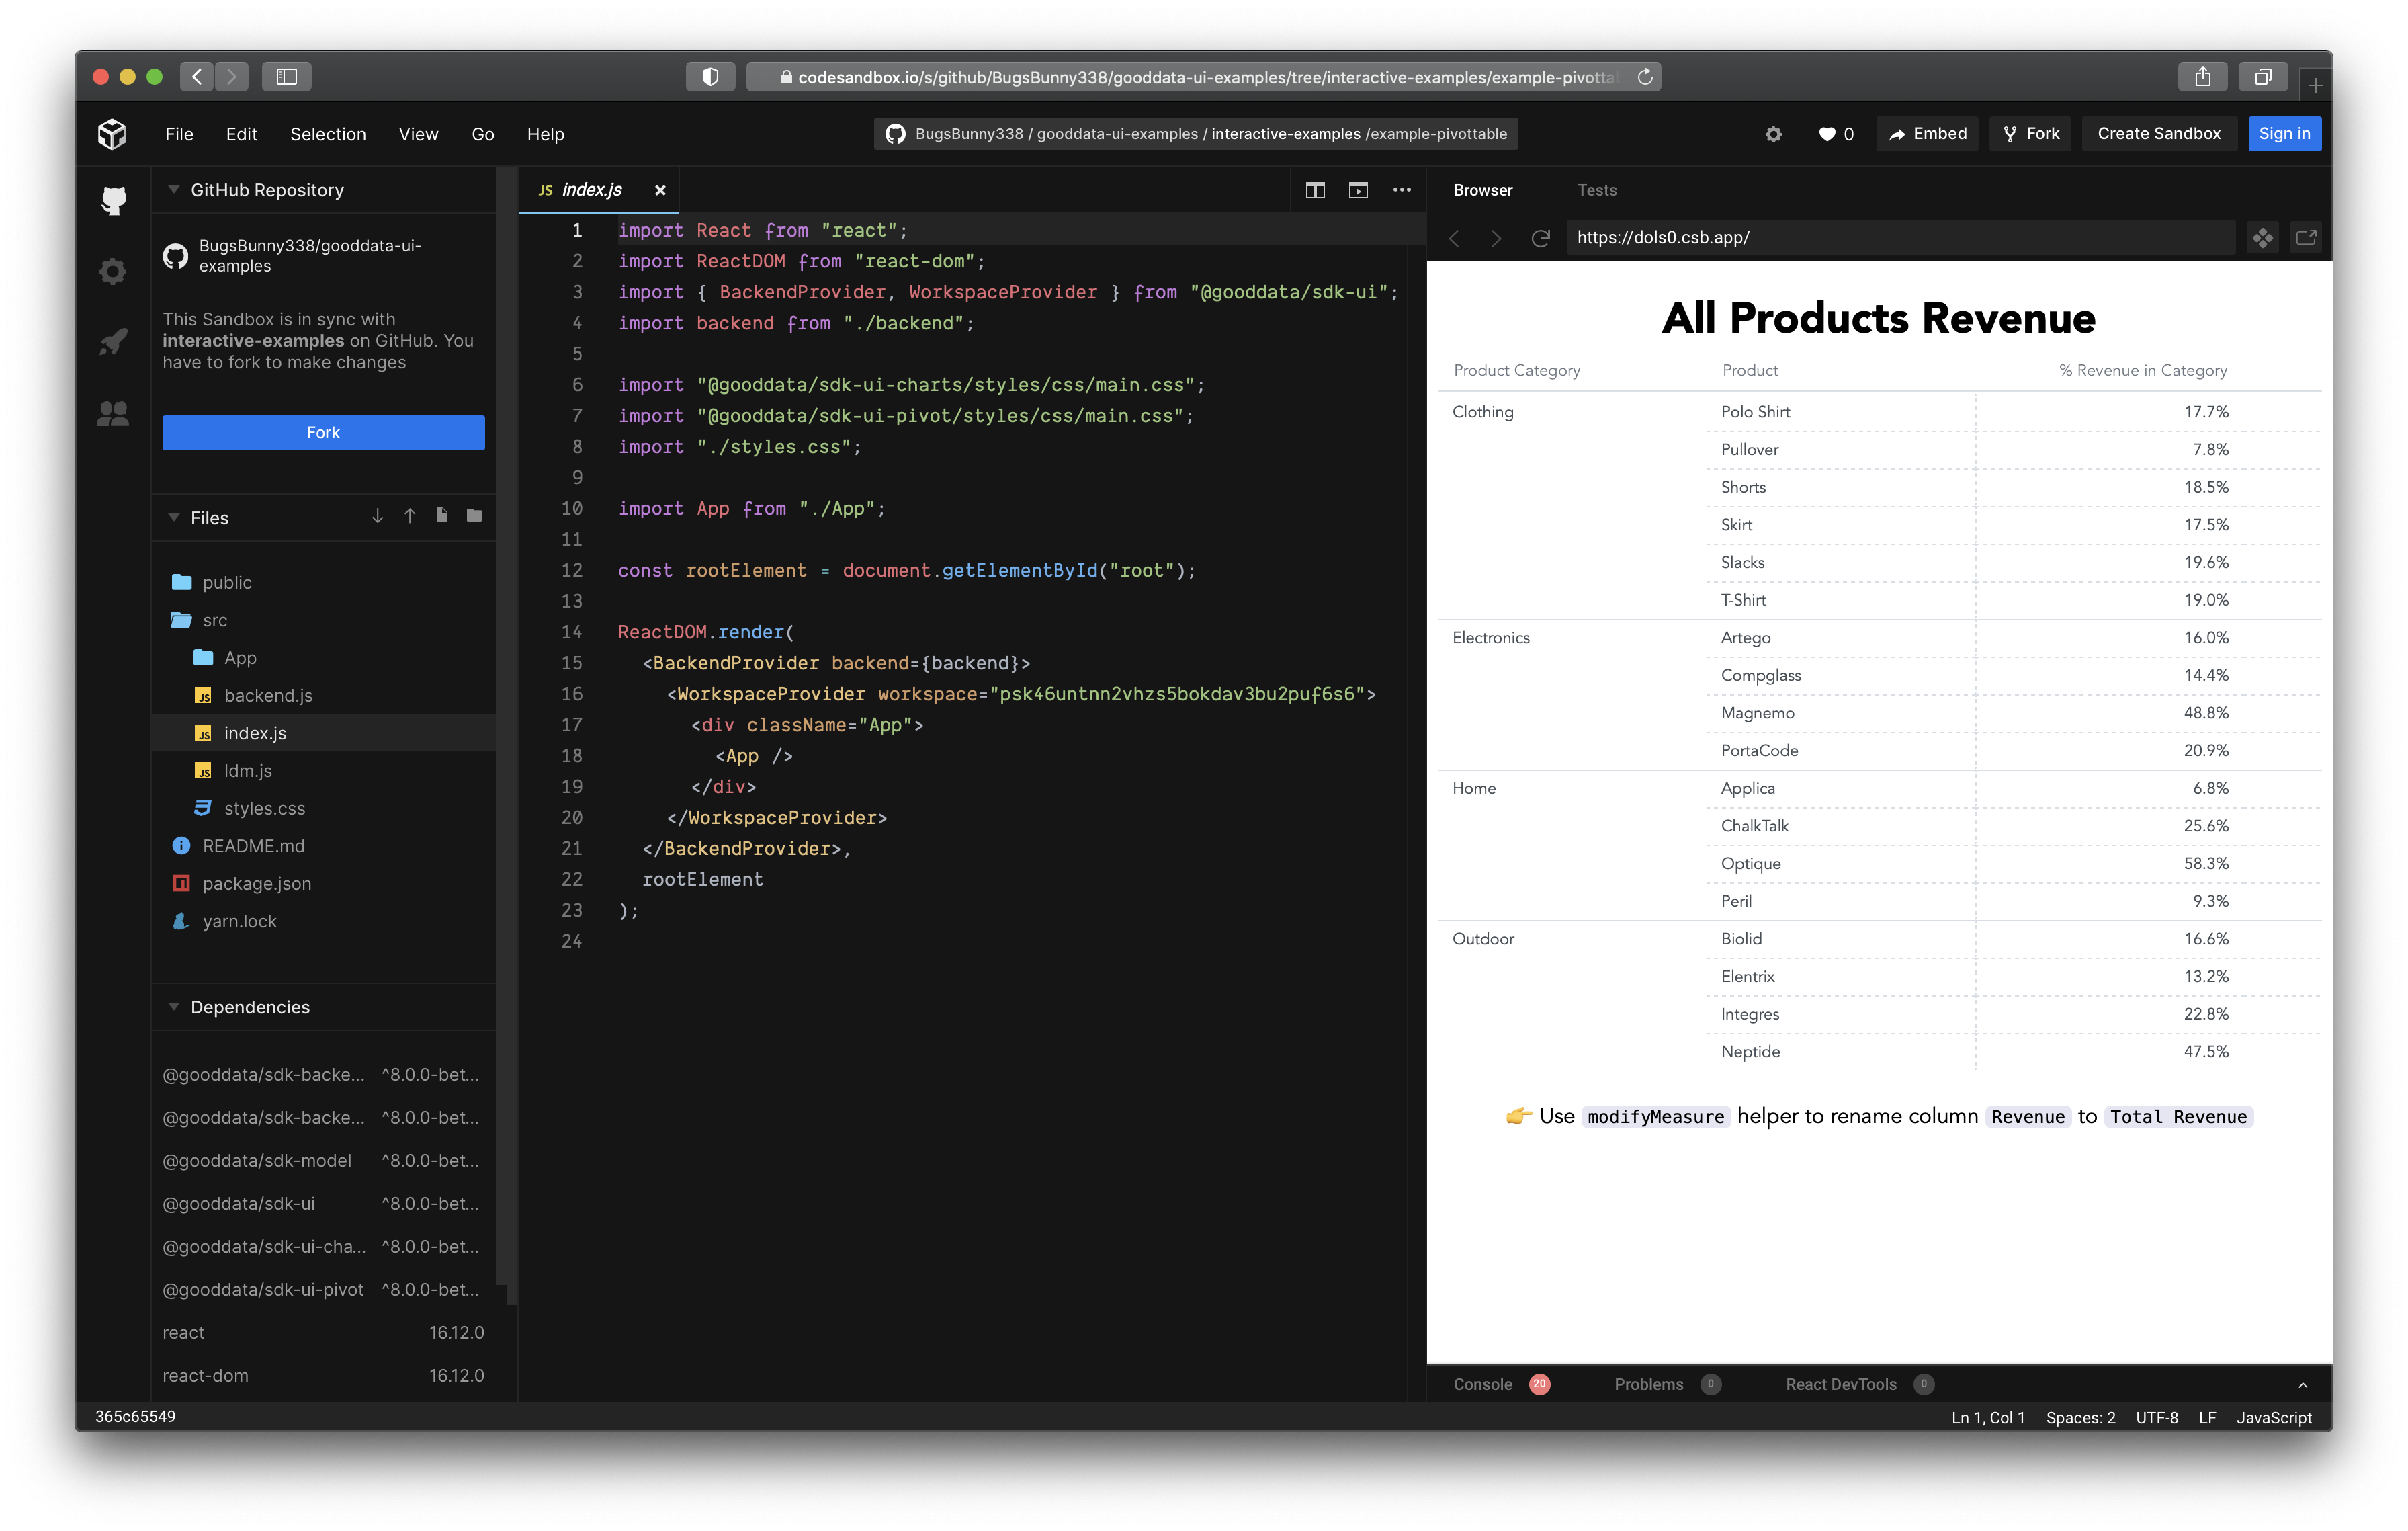 codesandbox.io/s/github/BugsBunny338/gooddata-ui-examples/tree/interactive-examples/example-pivottal
File Edit Selection View Go Help
BugsBunny338 / gooddata-ui-examples / interactive-examples /example-pivottable
0 Embed Fork Create Sandbox Sign in
GitHub Repository
BugsBunny338/gooddata-ui-
examples
This Sandbox is in sync with
interactive-examples on GitHub. You
have to fork to make changes
Fork
Files
public
src
App
JS backend.js
JS index.js
JS ldm.js
styles.css
README.md
package.json
yarn.lock
Dependencies
@gooddata/sdk-backe... ^8.0.0-bet...
@gooddata/sdk-backe... ^8.0.0-bet...
@gooddata/sdk-model ^8.0.0-bet...
@gooddata/sdk-ui ^8.0.0-bet...
@gooddata/sdk-ui-cha... ^8.0.0-bet...
@gooddata/sdk-ui-pivot ^8.0.0-bet...
react 16.12.0
react-dom 16.12.0
JS index.js
1 import React from "react";
2 import ReactDOM from "react-dom";
3 import { BackendProvider, WorkspaceProvider } from "@gooddata/sdk-ui";
4 import backend from "./backend";
5
6 import "@gooddata/sdk-ui-charts/styles/css/main.css";
7 import "@gooddata/sdk-ui-pivot/styles/css/main.css";
8 import "./styles.css";
9
10 import App from "./App";
11
12 const rootElement = document.getElementById("root");
13
14 ReactDOM.render(
15 <BackendProvider backend={backend}>
16 <WorkspaceProvider workspace="psk46untnn2vhzs5bokdav3bu2puf6s6">
17 <div className="App">
18 <App />
19 </div>
20 </WorkspaceProvider>
21 </BackendProvider>,
22 rootElement
23 );
24
Browser Tests
https://dols0.csb.app/
All Products Revenue
Product Category Product % Revenue in Category
Clothing Polo Shirt 17.7%
Pullover 7.8%
Shorts 18.5%
Skirt 17.5%
Slacks 19.6%
T-Shirt 19.0%
Electronics Artego 16.0%
Compglass 14.4%
Magnemo 48.8%
PortaCode 20.9%
Home Applica 6.8%
ChalkTalk 25.6%
Optique 58.3%
Peril 9.3%
Outdoor Biolid 16.6%
Elentrix 13.2%
Integres 22.8%
Neptide 47.5%
👉 Use modifyMeasure helper to rename column Revenue to Total Revenue
Console 20 Problems 0 React DevTools 0
365c65549
Ln 1, Col 1 Spaces: 2 UTF-8 LF JavaScript